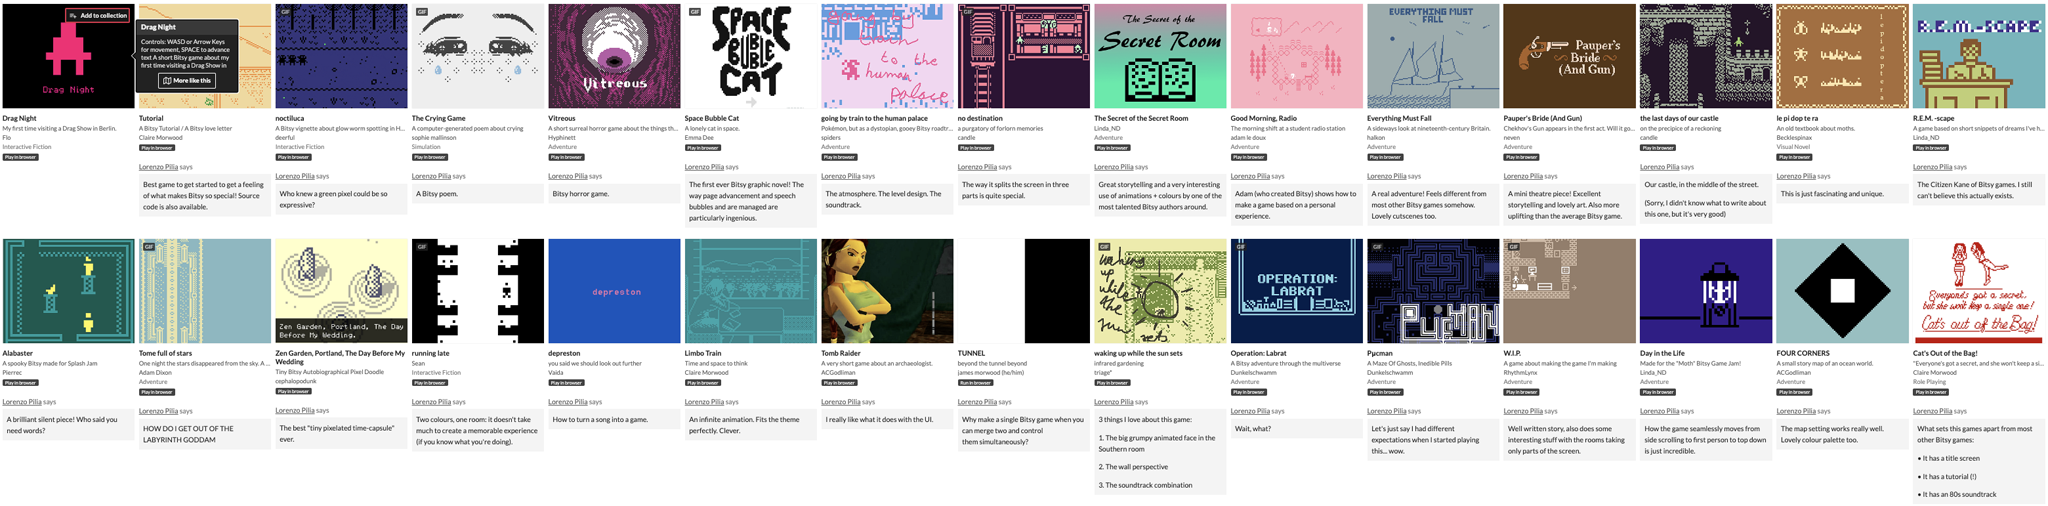 Add to collection
Drag Night
Controls: WASD or Arrow Keys
for movement, SPACE to advance
text A short Bitsy game about my
first time visiting a Drag Show in
More like this
Drag Night
Drag Night
My first time visiting a Drag Show in Berlin.
Flo
Interactive Fiction
Play in browser
Tutorial
A Bitsy Tutorial / A Bitsy love letter
Claire Morwood
Play in browser
Lorenzo Pilia says
Best game to get started to get a feeling
of what makes Bitsy so special! Source
code is also available.
GIF
noctiluca
A Bitsy vignette about glow worm spotting in H...
deerful
Interactive Fiction
Play in browser
Lorenzo Pilia says
Who knew a green pixel could be so
expressive?
The Crying Game
A computer-generated poem about crying
sophie mallinson
Simulation
Play in browser
Lorenzo Pilia says
A Bitsy poem.
Vitreous
Vitreous
A short surreal horror game about the things th...
Hyphinett
Adventure
Play in browser
Lorenzo Pilia says
Bitsy horror game.
GIF
SPACE
BUBBLE
CAT
Space Bubble Cat
A lonely cat in space.
Emma Dee
Play in browser
Lorenzo Pilia says
The first ever Bitsy graphic novel! The
way page advancement and speech
bubbles and are managed are
particularly ingenious.
going by
train
to the
human
palace
going by train to the human palace
Pokémon, but as a dystopian, gooey Bitsy roadtr...
spiders
Adventure
Play in browser
Lorenzo Pilia says
The atmosphere. The level design. The
soundtrack.
GIF
no destination
a purgatory of forlorn memories
candle
Play in browser
Lorenzo Pilia says
The way it splits the screen in three
parts is quite special.
The Secret of the
Secret Room
The Secret of the Secret Room
Linda_ND
Adventure
Play in browser
Lorenzo Pilia says
Great storytelling and a very interesting
use of animations + colours by one of the
most talented Bitsy authors around.
Good Morning, Radio
The morning shift at a student radio station
adam le doux
Adventure
Play in browser
Lorenzo Pilia says
Adam (who created Bitsy) shows how to
make a game based on a personal
experience.
EVERYTHING MUST
FALL
Everything Must Fall
A sideways look at nineteenth-century Britain.
malkon
Adventure
Play in browser
Lorenzo Pilia says
A real adventure! Feels different from
most other Bitsy games somehow.
Lovely cutscenes too.
Pauper's
Bride
(And Gun)
Pauper's Bride (And Gun)
Chekhov's Gun appears in the first act. Will it go...
neven
Adventure
Play in browser
Lorenzo Pilia says
A mini theatre piece! Excellent
storytelling and lovely art. Also more
uplifting than the average Bitsy game.
the last days of our castle
on the precipice of a reckoning
candle
Play in browser
Lorenzo Pilia says
Our castle, in the middle of the street.
(Sorry, I didn't know what to write about
this one, but it's very good)
lepidoptera
le pi dop te ra
An old textbook about moths.
Becklespinax
Visual Novel
Play in browser
Lorenzo Pilia says
This is just fascinating and unique.
R.E.M.-SCAPE
R.E.M. -scape
A game based on short snippets of dreams I've h...
Linda_ND
Play in browser
Lorenzo Pilia says
The Citizen Kane of Bitsy games. I still
can't believe this actually exists.
Alabaster
A spooky Bitsy made for Splash Jam
Pierrec
Play in browser
Lorenzo Pilia says
A brilliant silent piece! Who said you
need words?
GIF
Tome full of stars
One night the stars disappeared from the sky. A ...
Adam Dixon
Adventure
Play in browser
Lorenzo Pilia says
HOW DO I GET OUT OF THE
LABYRINTH GODDAM
Zen Garden, Portland, The Day
Before My Wedding.
Zen Garden, Portland, The Day Before My
Wedding
Tiny Bitsy Autobiographical Pixel Doodle
cephalopodunk
Play in browser
Lorenzo Pilia says
The best "tiny pixelated time-capsule"
ever.
GIF
running late
Sean
Interactive Fiction
Play in browser
Lorenzo Pilia says
Two colours, one room: it doesn't take
much to create a memorable experience
(if you know what you're doing).
depreston
depreston
you said we should look out further
Vaida
Play in browser
Lorenzo Pilia says
How to turn a song into a game.
Limbo Train
Time and space to think
Claire Morwood
Play in browser
Lorenzo Pilia says
An infinite animation. Fits the theme
perfectly. Clever.
Tomb Raider
A very short game about an archaeologist.
ACGodliman
Play in browser
Lorenzo Pilia says
I really like what it does with the UI.
TUNNEL
beyond the tunnel beyond
james morwood (he/him)
Run in browser
Lorenzo Pilia says
Why make a single Bitsy game when you
can merge two and control
them simultaneously?
GIF
waking
up
while
the
sun
sets
waking up while the sun sets
infrared gardening
triage°
Play in browser
Lorenzo Pilia says
3 things I love about this game:
1. The big grumpy animated face in the
Southern room
2. The wall perspective
3. The soundtrack combination
GIF
OPERATION:
LABRAT
Operation: Labrat
A Bitsy adventure through the multiverse
Dunkelschwamm
Adventure
Play in browser
Lorenzo Pilia says
Wait, what?
GIF
Pµcman
Pµcman
A Maze Of Ghosts, Inedible Pills
Dunkelschwamm
Adventure
Play in browser
Lorenzo Pilia says
Let's just say I had different
expectations when I started playing
this... wow.
GIF
W.I.P.
A game about making the game I'm making
RhythmLynx
Adventure
Play in browser
Lorenzo Pilia says
Well written story, also does some
interesting stuff with the rooms taking
only parts of the screen.
Day in the Life
Made for the "Moth" Bitsy Game Jam!
Linda_ND
Adventure
Play in browser
Lorenzo Pilia says
How the game seamlessly moves from
side scrolling to first person to top down
is just incredible.
FOUR CORNERS
A small story map of an ocean world.
ACGodliman
Adventure
Play in browser
Lorenzo Pilia says
The map setting works really well.
Lovely colour palette too.
Everyone's got a secret,
but she won't keep a single one!
Cat's out of the Bag!
Cat's Out of the Bag!
"Everyone's got a secret, and she won't keep a si...
Claire Morwood
Role Playing
Play in browser
Lorenzo Pilia says
What sets this games apart from most
other Bitsy games:
• It has a title screen
• It has a tutorial (!)
• It has an 80s soundtrack